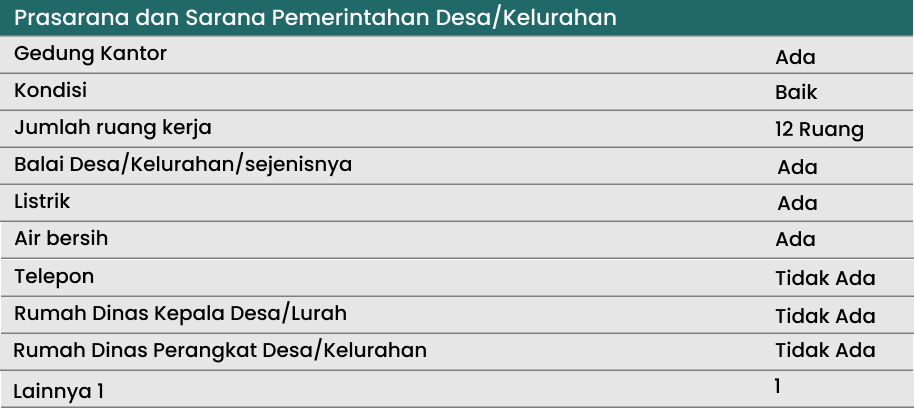 Prasarana dan Sarana Pemerintahan Desa/Kelurahan
Gedung Kantor Ada
Kondisi Baik
Jumlah ruang kerja 12 Ruang
Balai Desa/Kelurahan/sejenisnya Ada
Listrik Ada
Air bersih Ada
Telepon Tidak Ada
Rumah Dinas Kepala Desa/Lurah Tidak Ada
Rumah Dinas Perangkat Desa/Kelurahan Tidak Ada
Lainnya 1 1